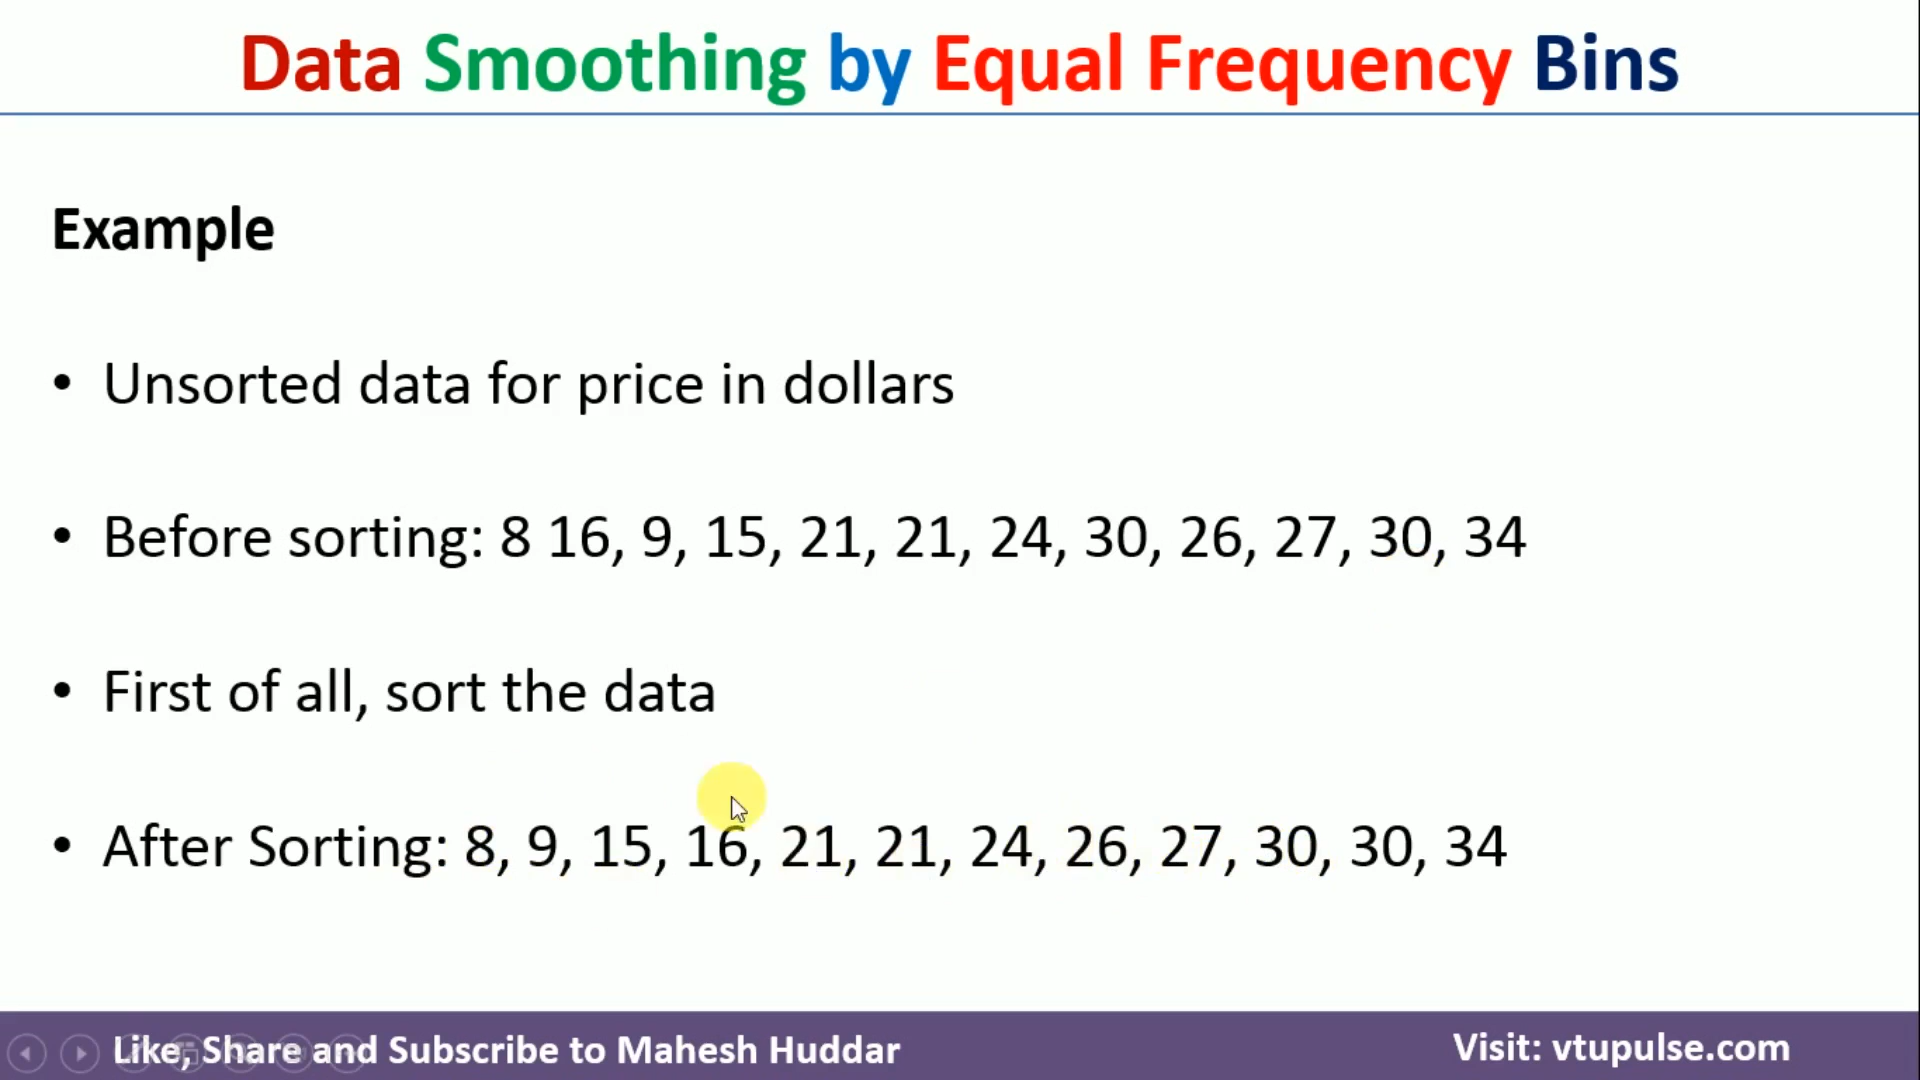 Data Smoothing by Equal Frequency Bins
Example
• Unsorted data for price in dollars
• Before sorting: 8 16, 9, 15, 21, 21, 24, 30, 26, 27, 30, 34
• First of all, sort the data
• After Sorting: 8, 9, 15, 16, 21, 21, 24, 26, 27, 30, 30, 34
Like, Share and Subscribe to Mahesh Huddar
Visit: vtupulse.com